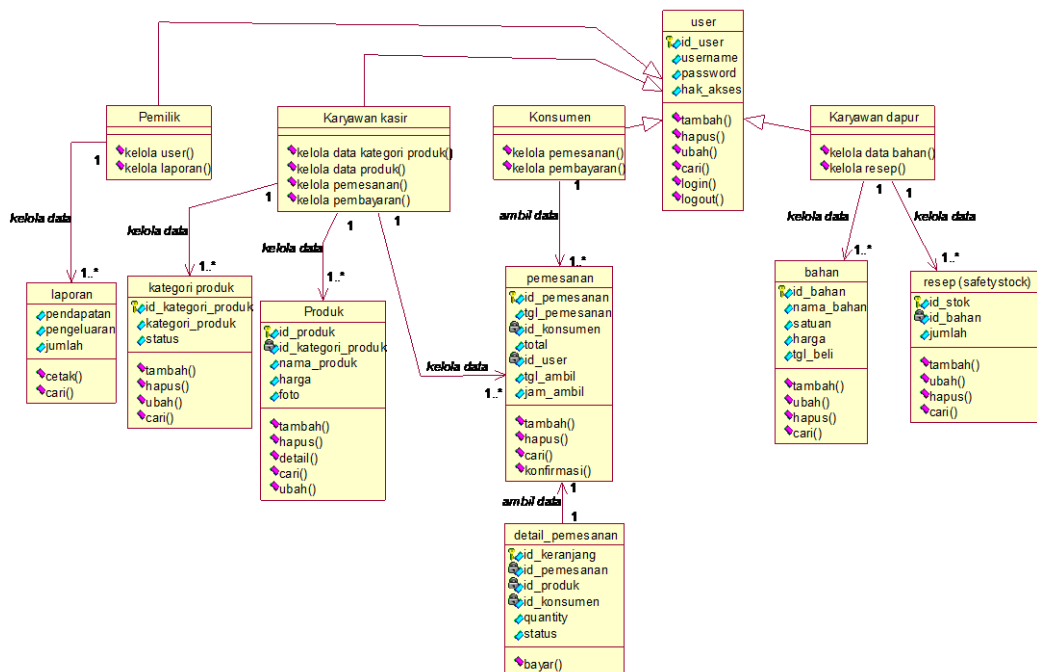 user
id_user
username
password
hak_akses
tambah()
hapus()
ubah()
cari()
login()
logout()
Pemilik
kelola user()
kelola laporan()
Karyawan kasir
kelola data kategori produk()
kelola data produk()
kelola pemesanan()
kelola pembayaran()
Konsumen
kelola pemesanan()
kelola pembayaran()
Karyawan dapur
kelola data bahan()
kelola resep()
1
kelola data
1..*
1
kelola data
1..*
1
kelola data
1..*
1
kelola data
1..*
1
ambil data
1..*
1
kelola data
1..*
1
kelola data
1..*
laporan
pendapatan
pengeluaran
jumlah
cetak()
cari()
kategori produk
id_kategori_produk
kategori_produk
status
tambah()
hapus()
ubah()
cari()
Produk
id_produk
id_kategori_produk
nama_produk
harga
foto
tambah()
hapus()
detail()
cari()
ubah()
pemesanan
id_pemesanan
tgl_pemesanan
id_konsumen
total
id_user
tgl_ambil
jam_ambil
tambah()
hapus()
cari()
konfirmasi()
bahan
id_bahan
nama_bahan
satuan
harga
tgl_beli
tambah()
ubah()
hapus()
cari()
resep (safety stock)
id_stok
id_bahan
jumlah
tambah()
ubah()
hapus()
cari()
1
ambil data
1
detail_pemesanan
id_keranjang
id_pemesanan
id_produk
id_konsumen
quantity
status
bayar()